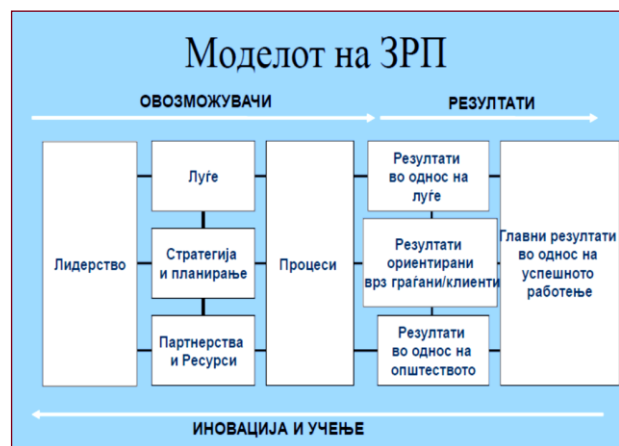 Моделот на ЗРП
ОВОЗМОЖУВАЧИ
РЕЗУЛТАТИ
Лидерство
Луѓе
Стратегија
и планирање
Партнерства
и Ресурси
Процеси
Резултати
во однос на
луѓе
Резултати
ориентирани
врз граѓани/клиенти
Резултати
во однос на
општеството
Главни резултати
во однос на
успешното
работење
ИНОВАЦИЈА И УЧЕЊЕ